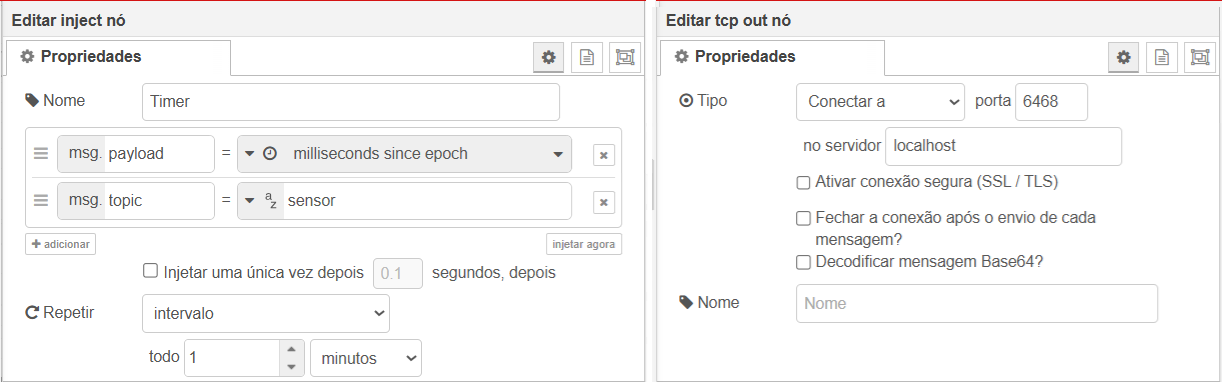 Editar inject nó
Propriedades
Nome Timer
msg. payload = milliseconds since epoch
msg. topic = az sensor
+ adicionar injetar agora
Injetar uma única vez depois 0.1 segundos, depois
Repetir intervalo
todo 1 minutos
Editar tcp out nó
Propriedades
Tipo Conectar a porta 6468
no servidor localhost
Ativar conexão segura (SSL / TLS)
Fechar a conexão após o envio de cada
mensagem?
Decodificar mensagem Base64?
Nome Nome